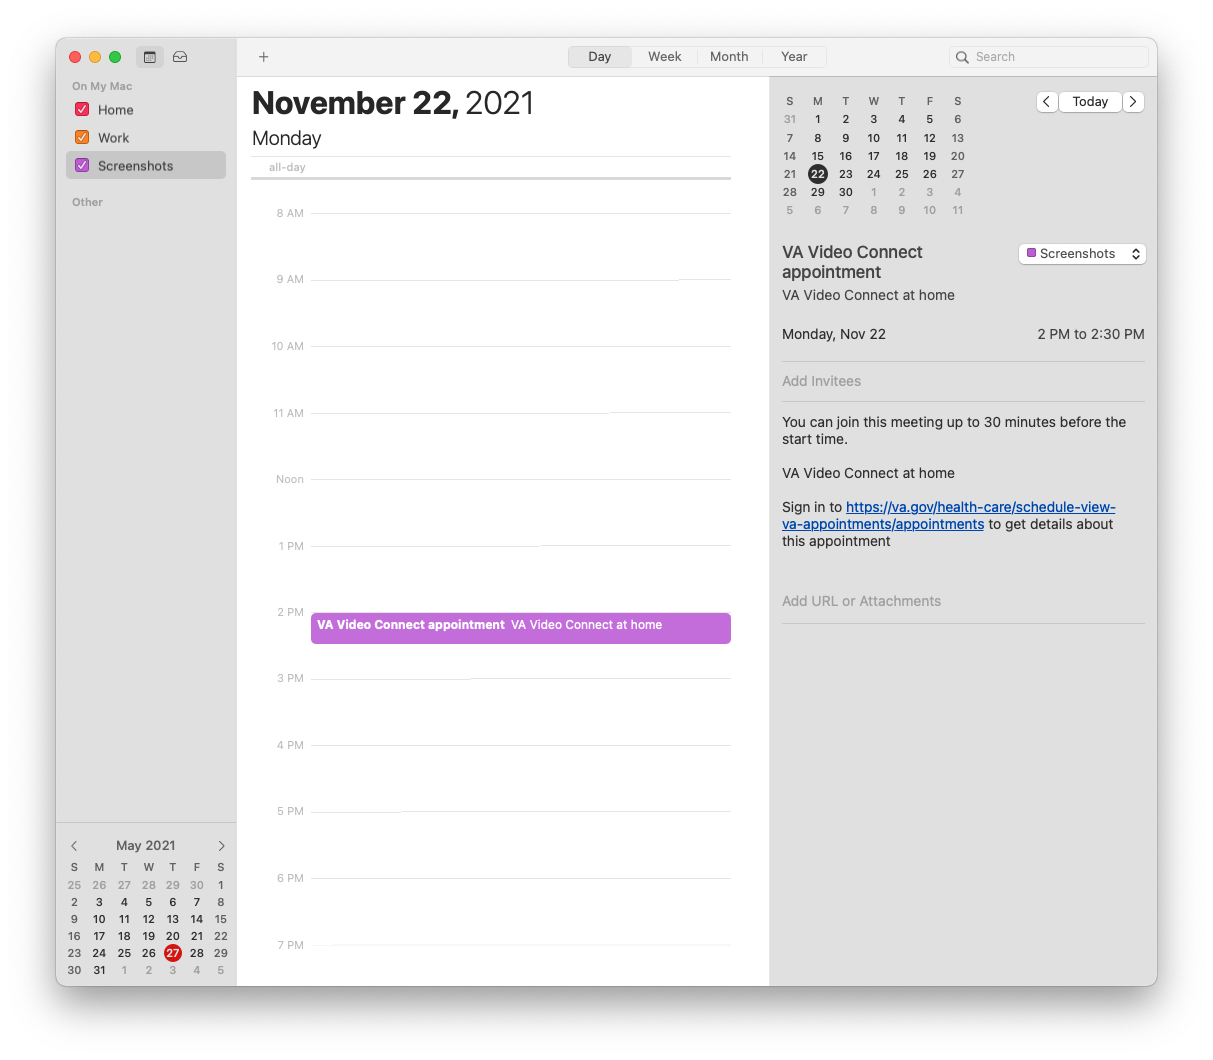 Day Week Month Year
Search
On My Mac
Home
Work
Screenshots
Other
May 2021
S M T W T F S
25 26 27 28 29 30 1
2 3 4 5 6 7 8
9 10 11 12 13 14 15
16 17 18 19 20 21 22
23 24 25 26 27 28 29
30 31 1 2 3 4 5
November 22, 2021
Monday
all-day
8 AM
9 AM
10 AM
11 AM
Noon
1 PM
2 PM
VA Video Connect appointment VA Video Connect at home
3 PM
4 PM
5 PM
6 PM
7 PM
S M T W T F S
31 1 2 3 4 5 6
7 8 9 10 11 12 13
14 15 16 17 18 19 20
21 22 23 24 25 26 27
28 29 30 1 2 3 4
5 6 7 8 9 10 11
Today
VA Video Connect
appointment
Screenshots
VA Video Connect at home
Monday, Nov 22 2 PM to 2:30 PM
Add Invitees
You can join this meeting up to 30 minutes before the
start time.
VA Video Connect at home
Sign in to https://va.gov/health-care/schedule-view-
va-appointments/appointments to get details about
this appointment
Add URL or Attachments